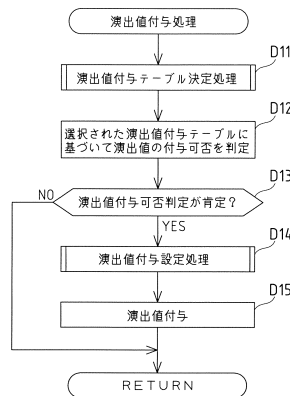 演出値付与処理
D11
演出値付与テーブル決定処理
D12
選択された演出値付与テーブルに
基づいて演出値の付与可否を判定
D13
NO
演出値付与可否判定が肯定？
YES
D14
演出値付与設定処理
D15
演出値付与
RETURN